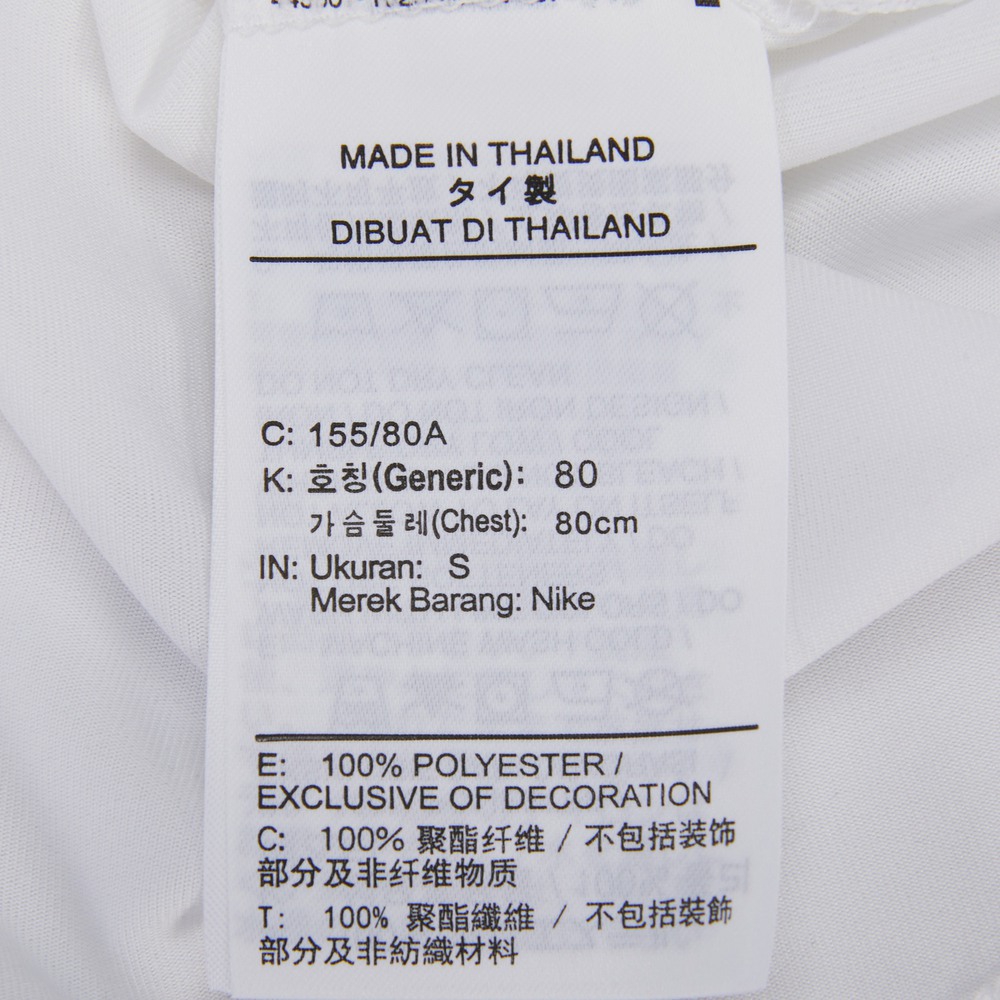 MADE IN THAILAND
タイ製
DIBUAT DI THAILAND
C: 155/80A
K: 호칭(Generic): 80
가슴둘레(Chest): 80cm
IN: Ukuran: S
Merek Barang: Nike
E: 100% POLYESTER /
EXCLUSIVE OF DECORATION
C: 100% 聚酯纤维 / 不包括装饰
部分及非纤维物质
T: 100% 聚酯纖維 / 不包括裝飾
部分及非紡織材料